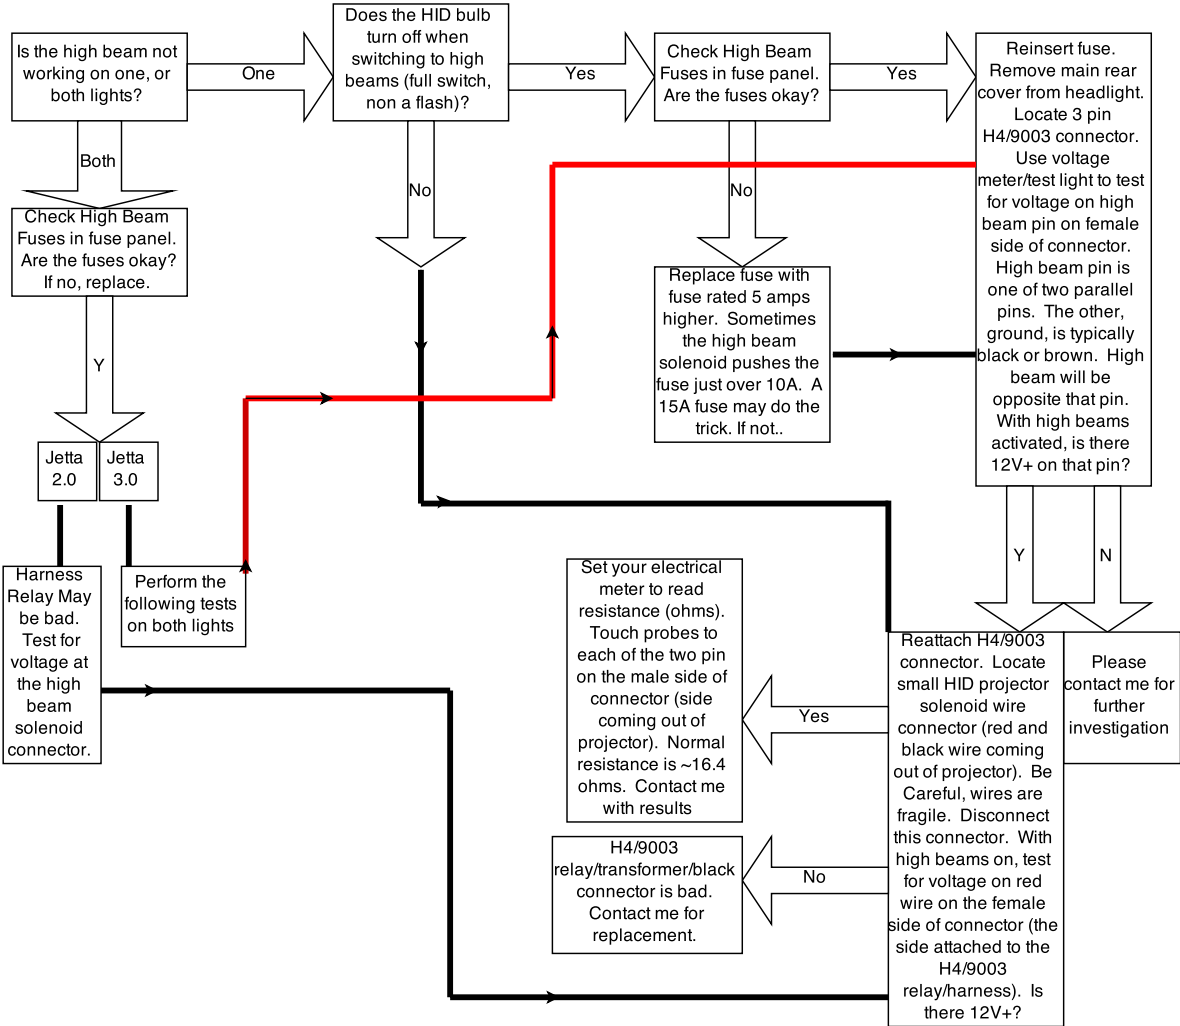 Is the high beam not
working on one, or
both lights?
One
Does the HID bulb
turn off when
switching to high
beams (full switch,
non a flash)?
Yes
Check High Beam
Fuses in fuse panel.
Are the fuses okay?
Yes
Reinsert fuse.
Remove main rear
cover from headlight.
Locate 3 pin
H4/9003 connector.
Use voltage
meter/test light to test
for voltage on high
beam pin on female
side of connector.
High beam pin is
one of two parallel
pins. The other,
ground, is typically
black or brown. High
beam will be
opposite that pin.
With high beams
activated, is there
12V+ on that pin?
Both
No
No
Check High Beam
Fuses in fuse panel.
Are the fuses okay?
If no, replace.
Replace fuse with
fuse rated 5 amps
higher. Sometimes
the high beam
solenoid pushes the
fuse just over 10A. A
15A fuse may do the
trick. If not..
Y
Jetta
2.0
Jetta
3.0
Harness
Relay May
be bad.
Test for
voltage at
the high
beam
solenoid
connector.
Perform the
following tests
on both lights
Y
N
Set your electrical
meter to read
resistance (ohms).
Touch probes to
each of the two pin
on the male side of
connector (side
coming out of
projector). Normal
resistance is ~16.4
ohms. Contact me
with results
Yes
Reattach H4/9003
connector. Locate
small HID projector
solenoid wire
connector (red and
black wire coming
out of projector). Be
Careful, wires are
fragile. Disconnect
this connector. With
high beams on, test
for voltage on red
wire on the female
side of connector (the
side attached to the
H4/9003
relay/harness). Is
there 12V+?
Please
contact me for
further
investigation
H4/9003
relay/transformer/black
connector is bad.
Contact me for
replacement.
No